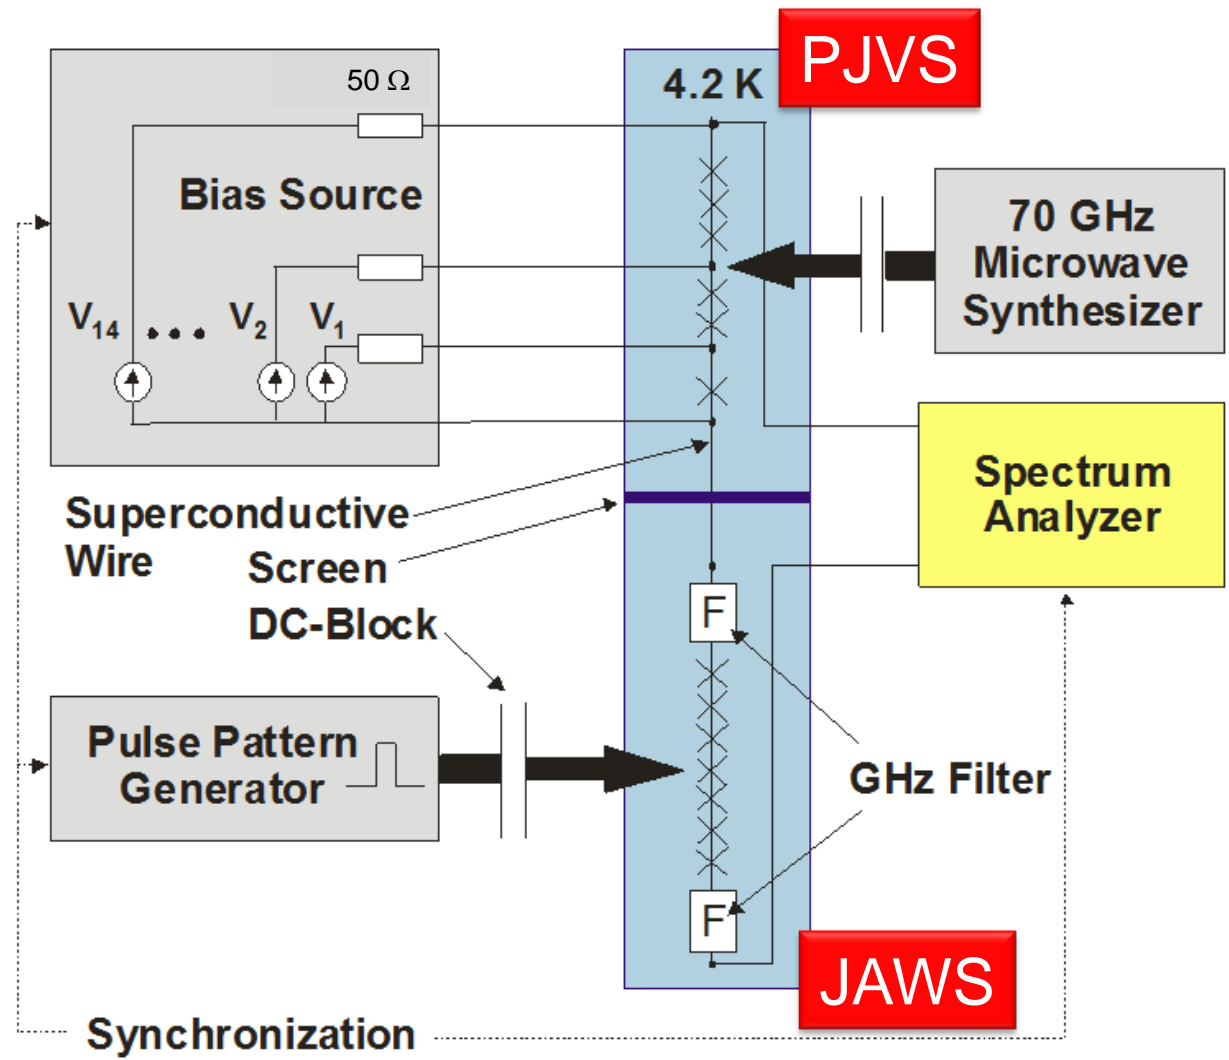 PJVS
50 Ω
4.2 K
Bias Source
70 GHz
Microwave
Synthesizer
V14 • • • V2 V1
Spectrum
Analyzer
Superconductive
Wire
Screen
DC-Block
F
Pulse Pattern
Generator
GHz Filter
F
JAWS
Synchronization